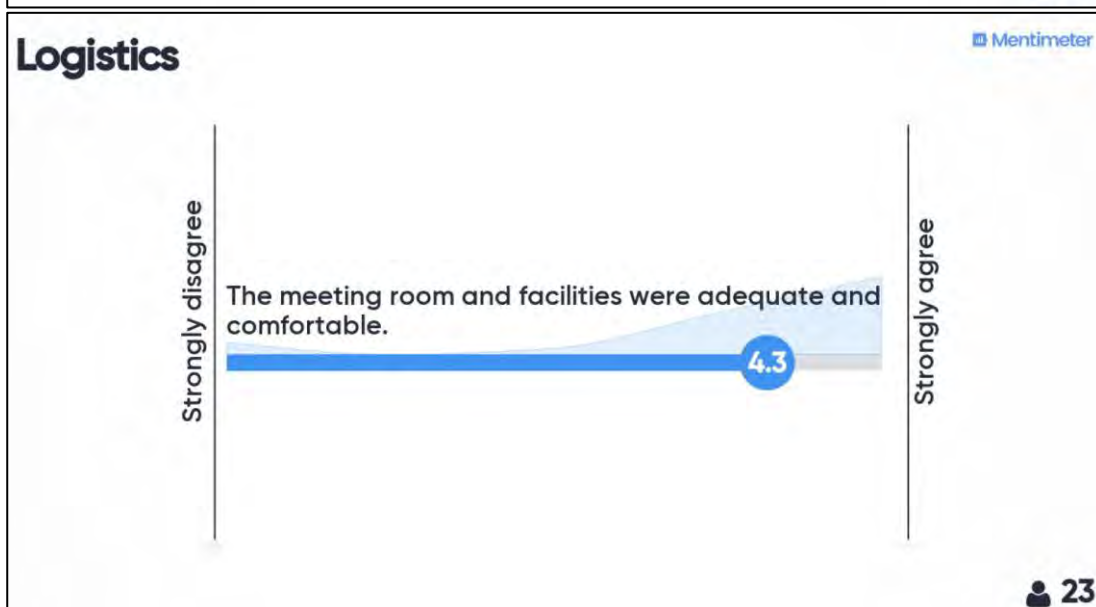 Logistics
Mentimeter
Strongly disagree
The meeting room and facilities were adequate and
comfortable.
4.3
Strongly agree
23